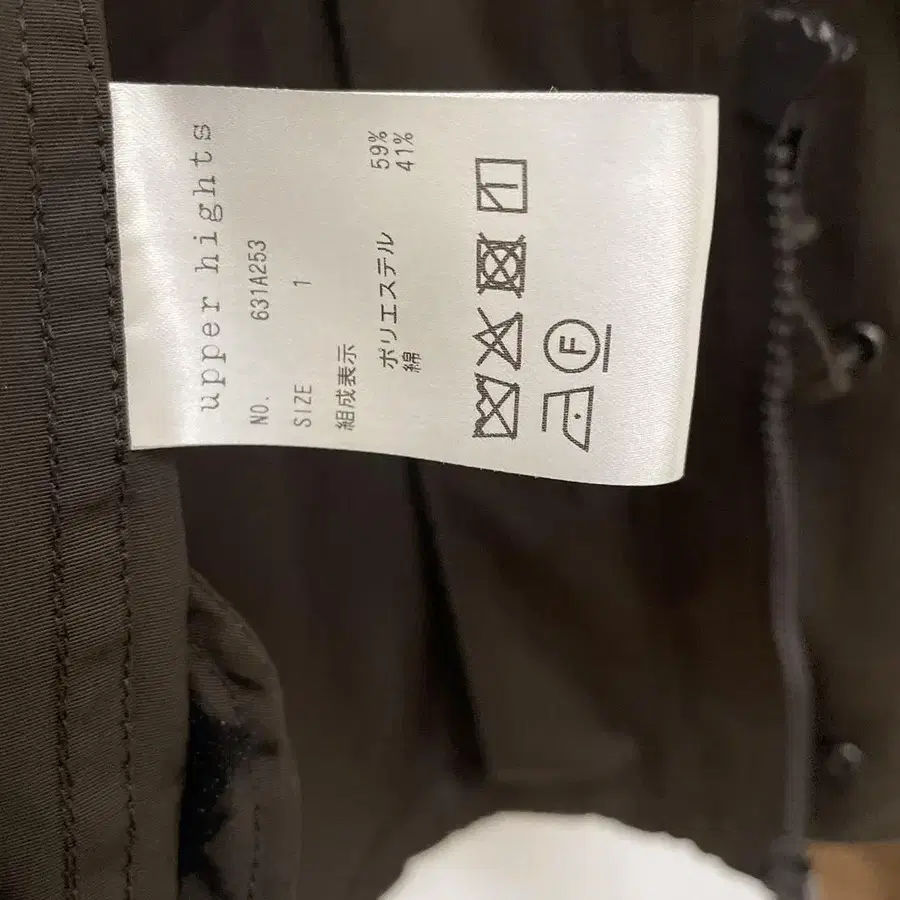 upper hights
NO. 631A253
SIZE 1
組成表示
ポリエステル 59%
綿 41%
F